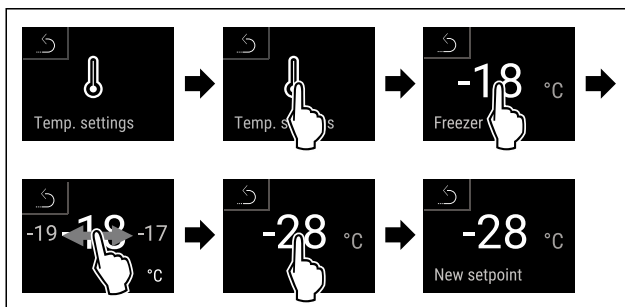 Temp. settings
Temp.
-18 °C
Freezer
-19 -18 -17
°C
-28 °C
-28 °C
New setpoint